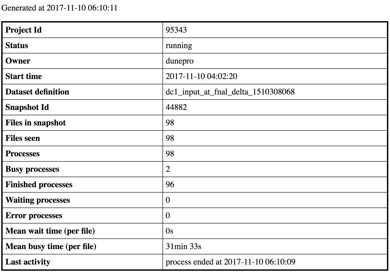 Generated at 2017-11-10 06:10:11
Project Id 95343
Status running
Owner dunepro
Start time 2017-11-10 04:02:20
Dataset definition dc1_input_at_fnal_delta_1510308068
Snapshot Id 44882
Files in snapshot 98
Files seen 98
Processes 98
Busy processes 2
Finished processes 96
Waiting processes 0
Error processes 0
Mean wait time (per file) 0s
Mean busy time (per file) 31min 33s
Last activity process ended at 2017-11-10 06:10:09